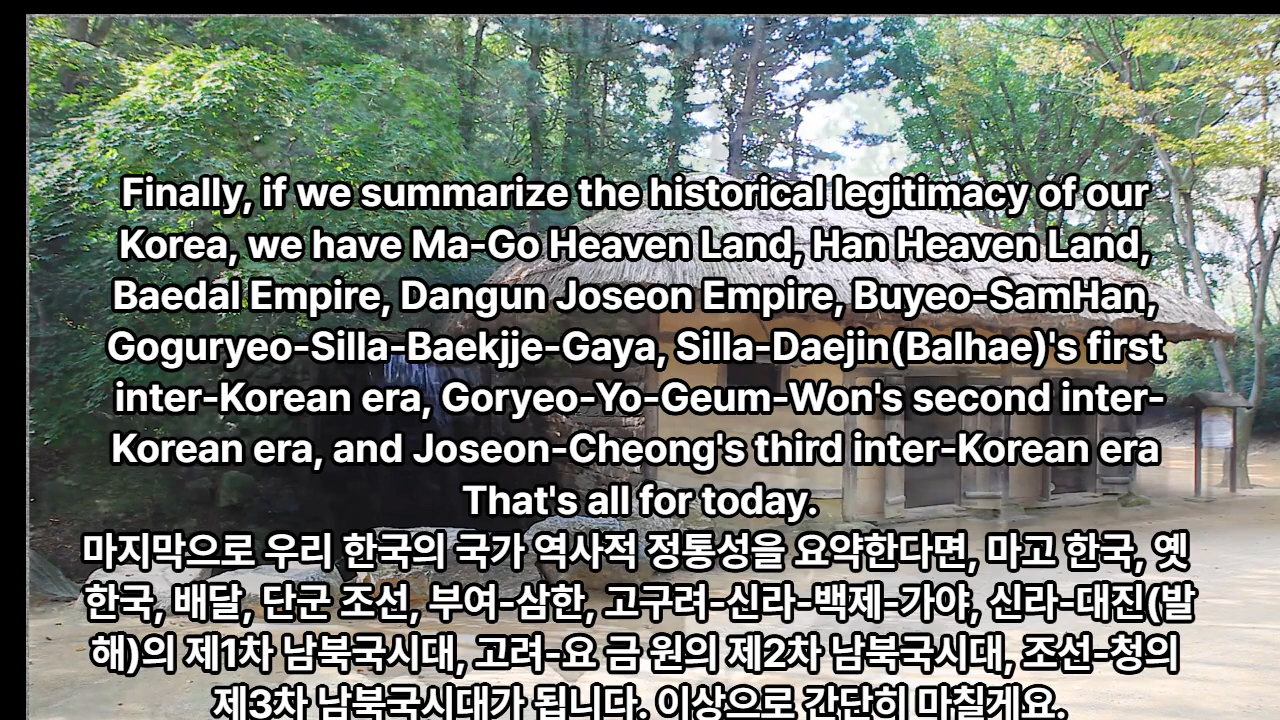 Finally, if we summarize the historical legitimacy of our
Korea, we have Ma-Go Heaven Land, Han Heaven Land,
Baedal Empire, Dangun Joseon Empire, Buyeo-SamHan,
Goguryeo-Silla-Baekjje-Gaya, Silla-Daejin(Balhae)'s first
inter-Korean era, Goryeo-Yo-Geum-Won's second inter-
Korean era, and Joseon-Cheong's third inter-Korean era
That's all for today.
마지막으로 우리 한국의 국가 역사적 정통성을 요약한다면, 마고 한국, 옛
한국, 배달, 단군 조선, 부여-삼한, 고구려-신라-백제-가야, 신라-대진(발
해)의 제1차 남북국시대, 고려-요 금 원의 제2차 남북국시대, 조선-청의
제3차 남북국시대가 됩니다. 이상으로 간단히 마칠게요.